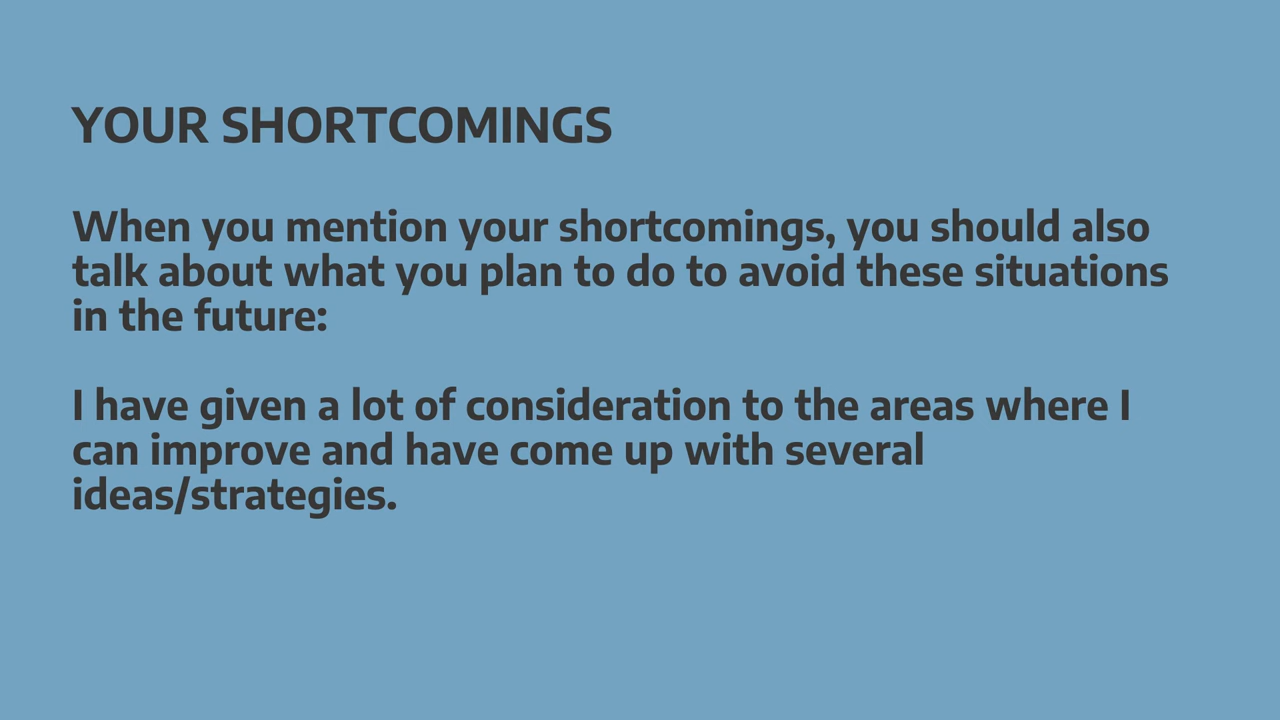 YOUR SHORTCOMINGS
When you mention your shortcomings, you should also
talk about what you plan to do to avoid these situations
in the future:
I have given a lot of consideration to the areas where I
can improve and have come up with several
ideas/strategies.